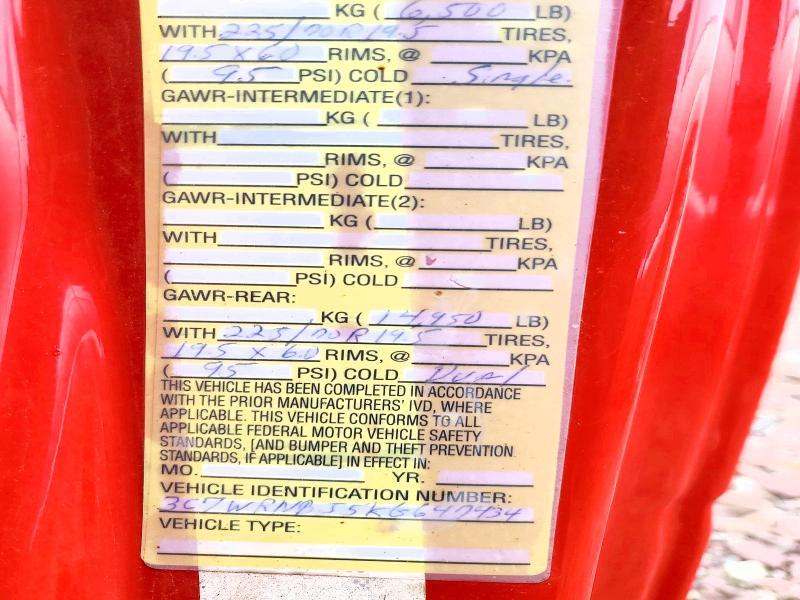 KG ( 6,500 LB)
WITH 225/70R19.5 TIRES,
19.5 X 6.0 RIMS, @ KPA
( 95 PSI) COLD Single
GAWR-INTERMEDIATE(1):
KG ( LB)
WITH TIRES,
RIMS, @ KPA
( PSI) COLD
GAWR-INTERMEDIATE(2):
KG ( LB)
WITH TIRES,
RIMS, @ KPA
( PSI) COLD
GAWR-REAR:
KG ( 14,950 LB)
WITH 225/70R19.5 TIRES,
19.5 X 6.0 RIMS, @ KPA
( 95 PSI) COLD Dual
THIS VEHICLE HAS BEEN COMPLETED IN ACCORDANCE
WITH THE PRIOR MANUFACTURERS' IVD, WHERE
APPLICABLE. THIS VEHICLE CONFORMS TO ALL
APPLICABLE FEDERAL MOTOR VEHICLE SAFETY
STANDARDS, [AND BUMPER AND THEFT PREVENTION
STANDARDS, IF APPLICABLE] IN EFFECT IN:
MO. YR.
VEHICLE IDENTIFICATION NUMBER:
VEHICLE TYPE: